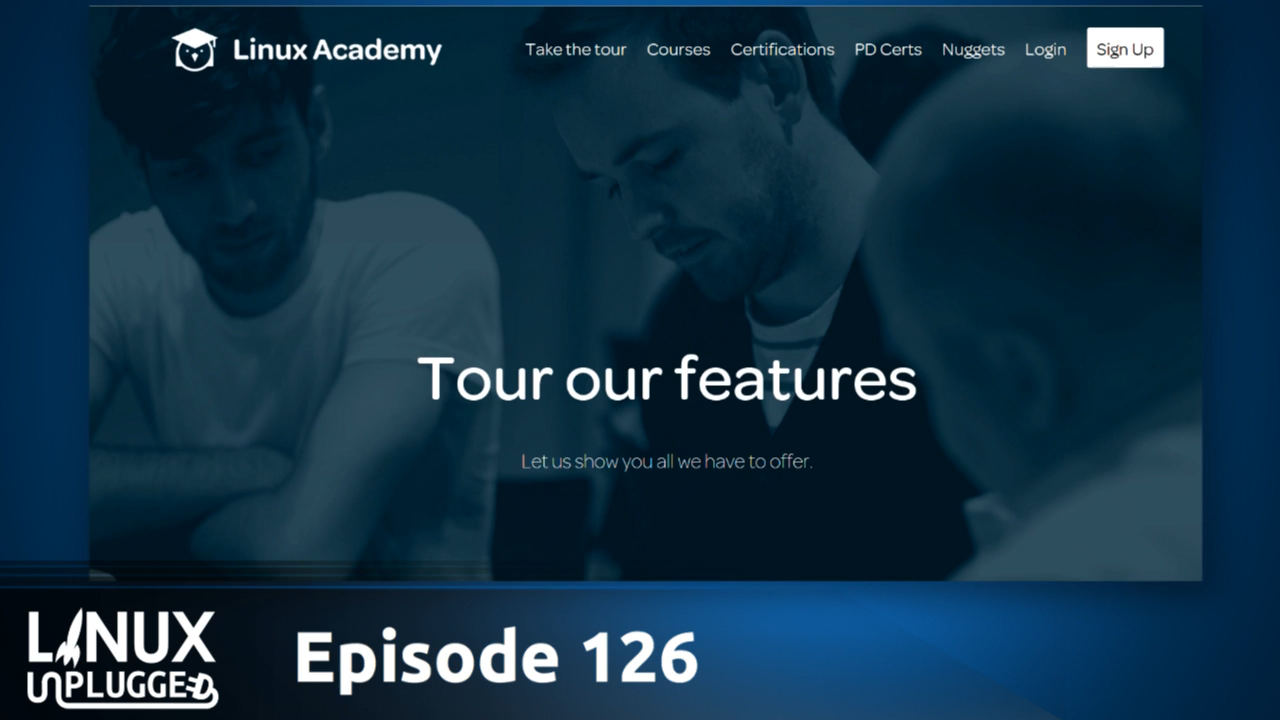 Linux Academy
Take the tour Courses Certifications PD Certs Nuggets Login Sign Up
Tour our features
Let us show you all we have to offer.
LINUX
UNPLUGGED
Episode 126